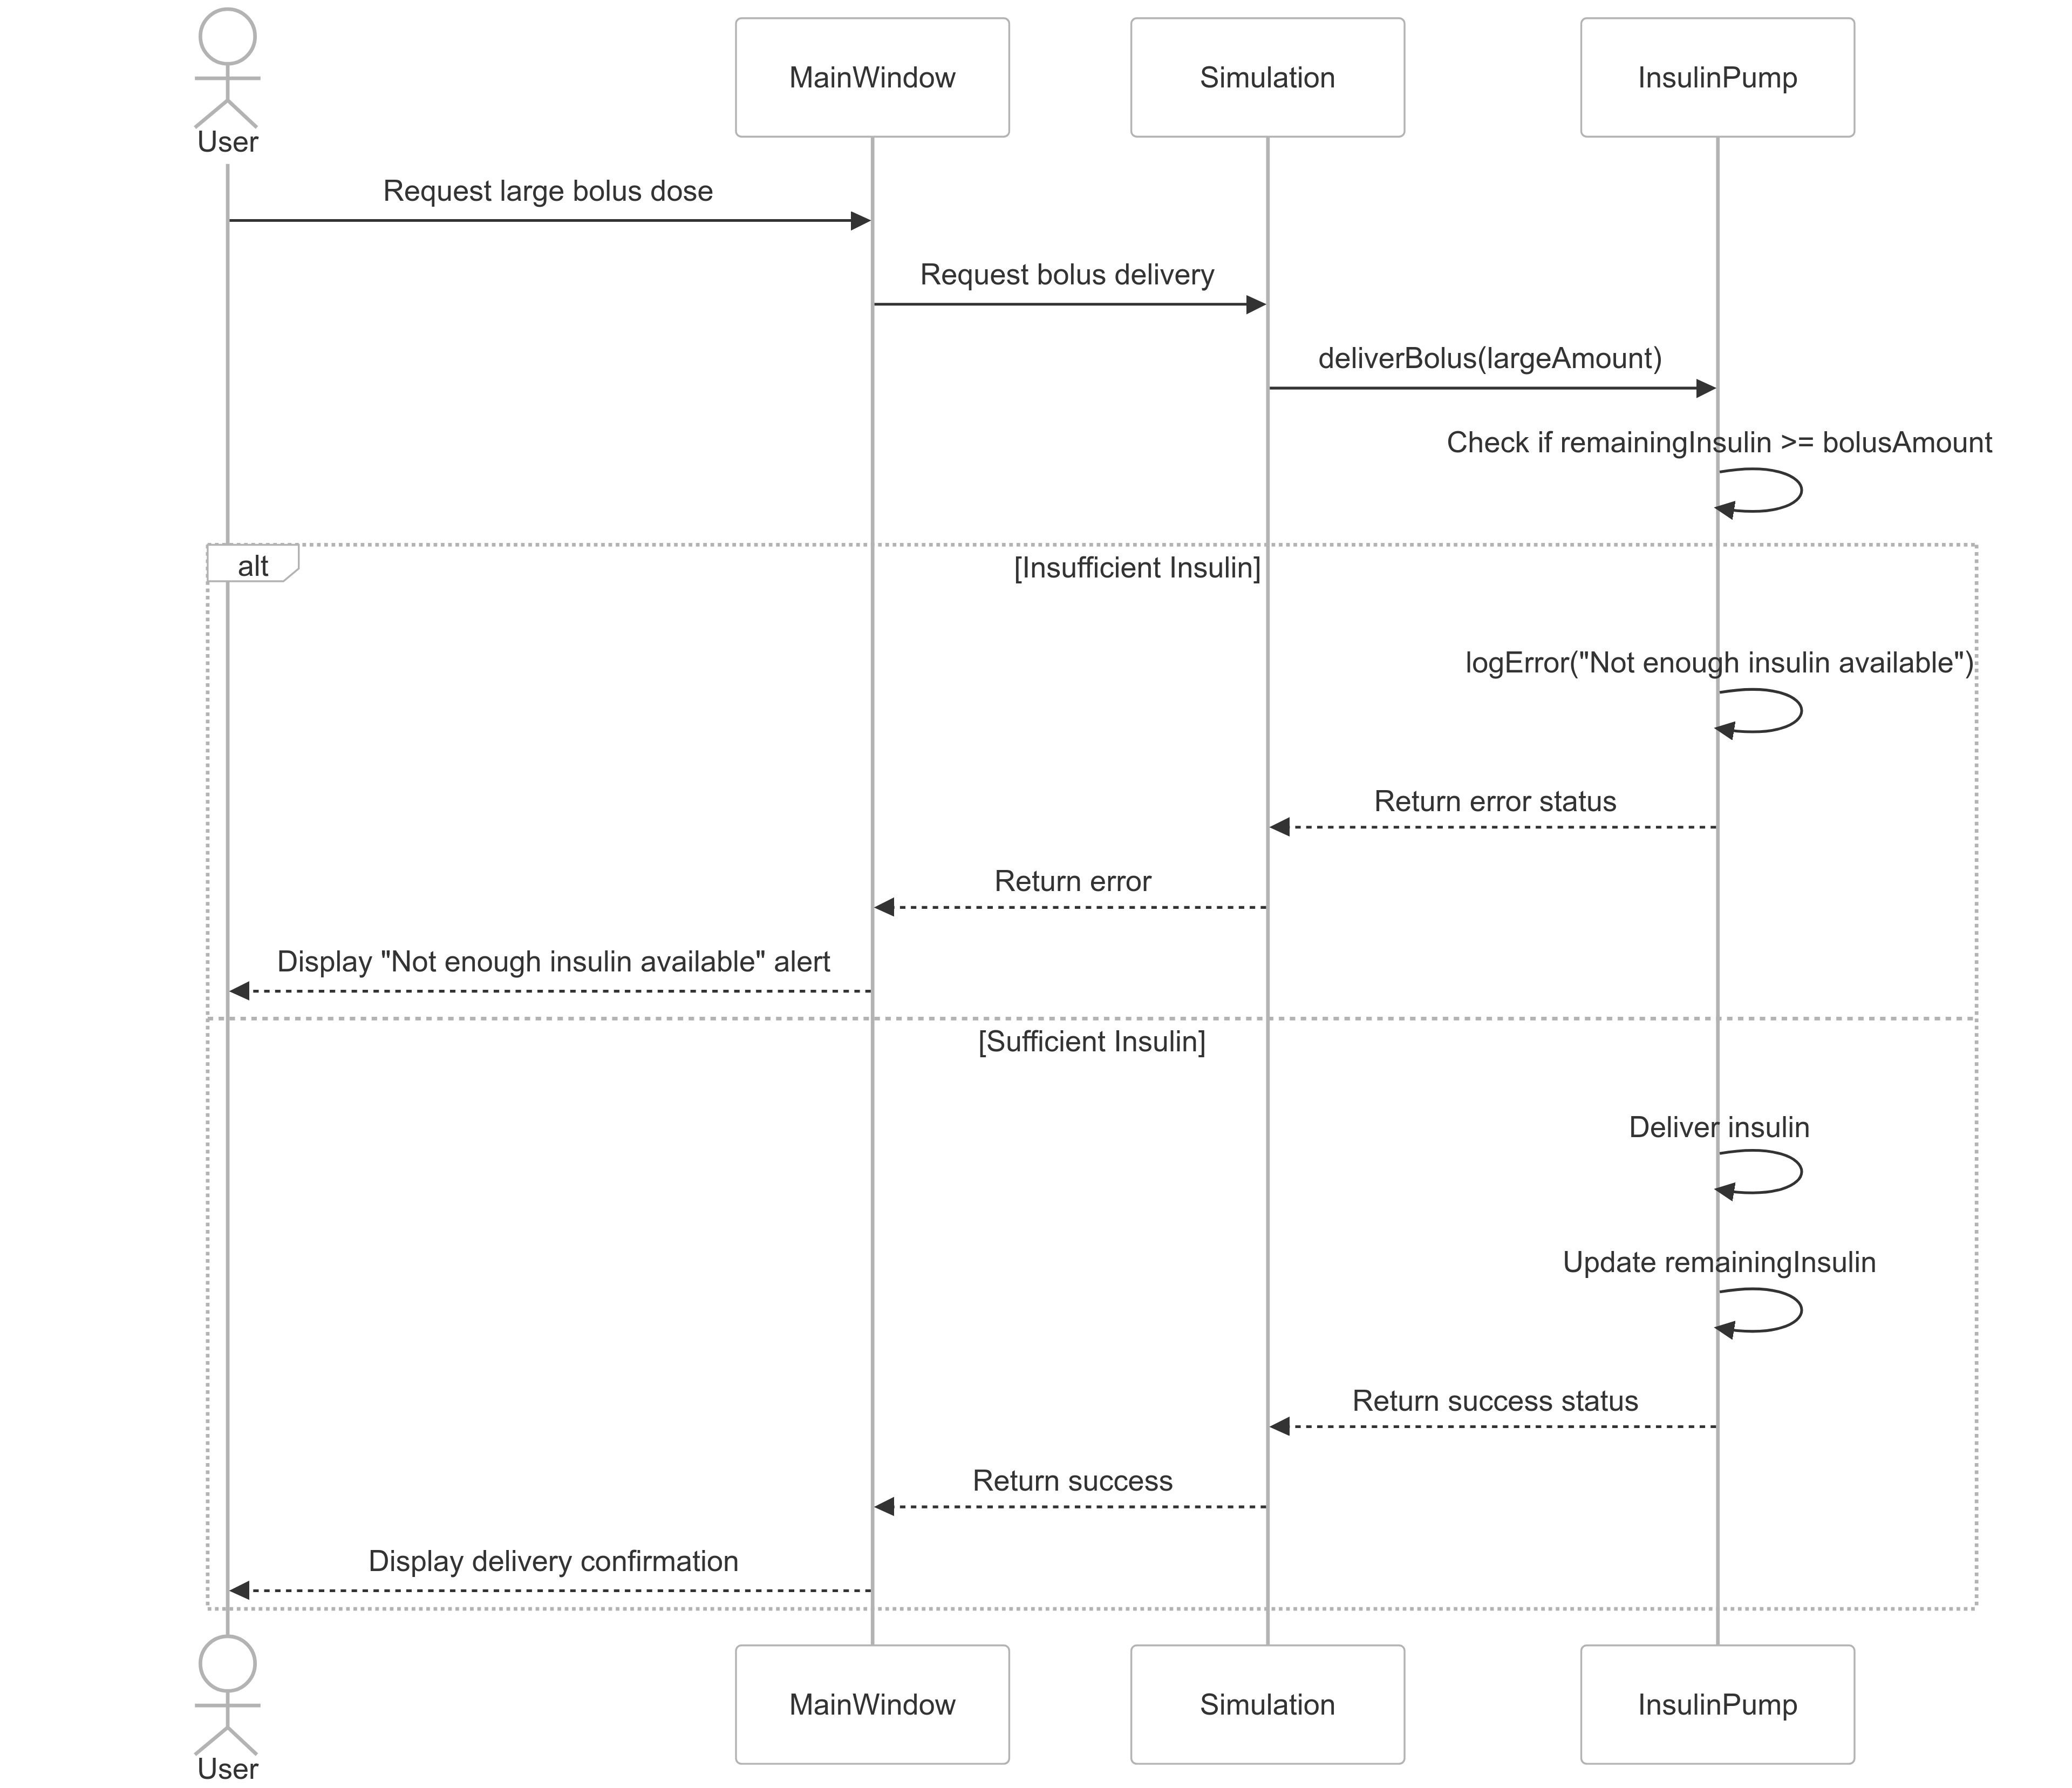 User
MainWindow
Simulation
InsulinPump
Request large bolus dose
Request bolus delivery
deliverBolus(largeAmount)
Check if remainingInsulin >= bolusAmount
alt
[Insufficient Insulin]
logError("Not enough insulin available")
Return error status
Return error
Display "Not enough insulin available" alert
[Sufficient Insulin]
Deliver insulin
Update remainingInsulin
Return success status
Return success
Display delivery confirmation
User
MainWindow
Simulation
InsulinPump